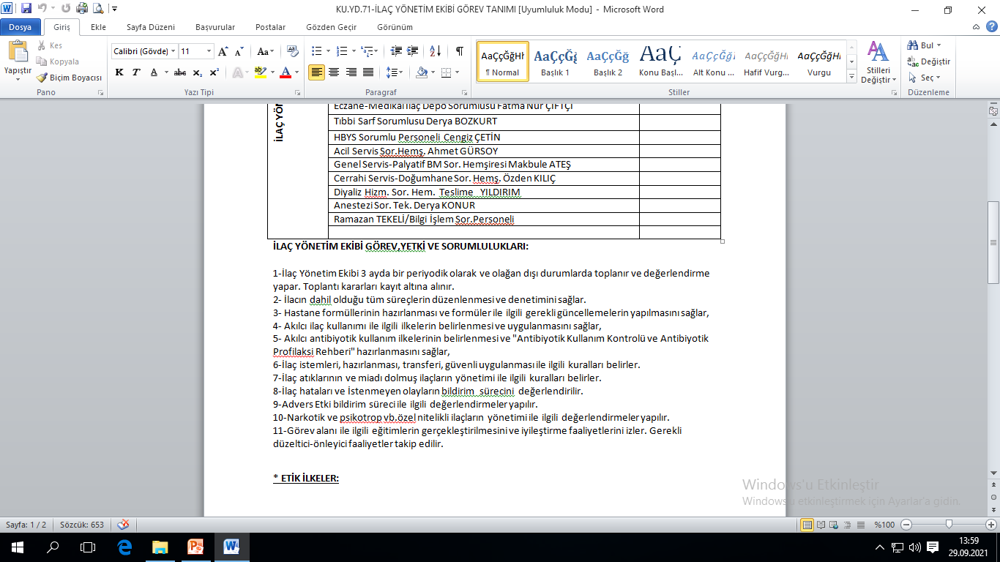 KU.YD.71-İLAÇ YÖNETİM EKİBİ GÖREV TANIMI [Uyumluluk Modu] - Microsoft Word
Dosya Giriş Ekle Sayfa Düzeni Başvurular Postalar Gözden Geçir Görünüm
Yapıştır
Kes
Kopyala
Biçim Boyacısı
Pano
Calibri (Gövde) 11
Yazı Tipi
Paragraf
AaÇçĞğHł AaÇçĞğ AaÇçĞğ AaÇ AaÇçĞğ AaÇçĞğH AaÇçĞğHı
¶ Normal Başlık 1 Başlık 2 Konu Başl... Alt Konu ... Hafif Vurg... Vurgu
Stiller
Stilleri Değiştir
Bul
Değiştir
Seç
Düzenleme
İLAÇ YÖN
Eczane-Medikal İlaç Depo Sorumlusu Fatma Nur ÇİFTÇİ
Tıbbi Sarf Sorumlusu Derya BOZKURT
HBYS Sorumlu Personeli Cengiz ÇETİN
Acil Servis Sor.Hemş. Ahmet GÜRSOY
Genel Servis-Palyatif BM Sor. Hemşiresi Makbule ATEŞ
Cerrahi Servis-Doğumhane Sor. Hemş. Özden KILIÇ
Diyaliz Hizm. Sor. Hem. Teslime YILDIRIM
Anestezi Sor. Tek. Derya KONUR
Ramazan TEKELİ/Bilgi İşlem Sor.Personeli
İLAÇ YÖNETİM EKİBİ GÖREV,YETKİ VE SORUMLULUKLARI:
1-İlaç Yönetim Ekibi 3 ayda bir periyodik olarak ve olağan dışı durumlarda toplanır ve değerlendirme
yapar. Toplantı kararları kayıt altına alınır.
2- İlacın dahil olduğu tüm süreçlerin düzenlenmesi ve denetimini sağlar.
3- Hastane formüllerinin hazırlanması ve formüler ile ilgili gerekli güncellemelerin yapılmasını sağlar,
4- Akılcı ilaç kullanımı ile ilgili ilkelerin belirlenmesi ve uygulanmasını sağlar,
5- Akılcı antibiyotik kullanım ilkelerinin belirlenmesi ve "Antibiyotik Kullanım Kontrolü ve Antibiyotik
Profilaksi Rehberi" hazırlanmasını sağlar,
6-İlaç istemleri, hazırlanması, transferi, güvenli uygulanması ile ilgili kuralları belirler.
7-İlaç atıklarının ve miadı dolmuş ilaçların yönetimi ile ilgili kuralları belirler.
8-İlaç hataları ve İstenmeyen olayların bildirim sürecini değerlendirilir.
9-Advers Etki bildirim süreci ile ilgili değerlendirmeler yapılır.
10-Narkotik ve psikotrop vb.özel nitelikli ilaçların yönetimi ile ilgili değerlendirmeler yapılır.
11-Görev alanı ile ilgili eğitimlerin gerçekleştirilmesini ve iyileştirme faaliyetlerini izler. Gerekli
düzeltici-önleyici faaliyetler takip edilir.
* ETİK İLKELER:
Windows'u Etkinleştir
Windows'u etkinleştirmek için Ayarlar'a gidin.
Sayfa: 1 / 2 Sözcük: 653 %100
13:59
29.09.2021